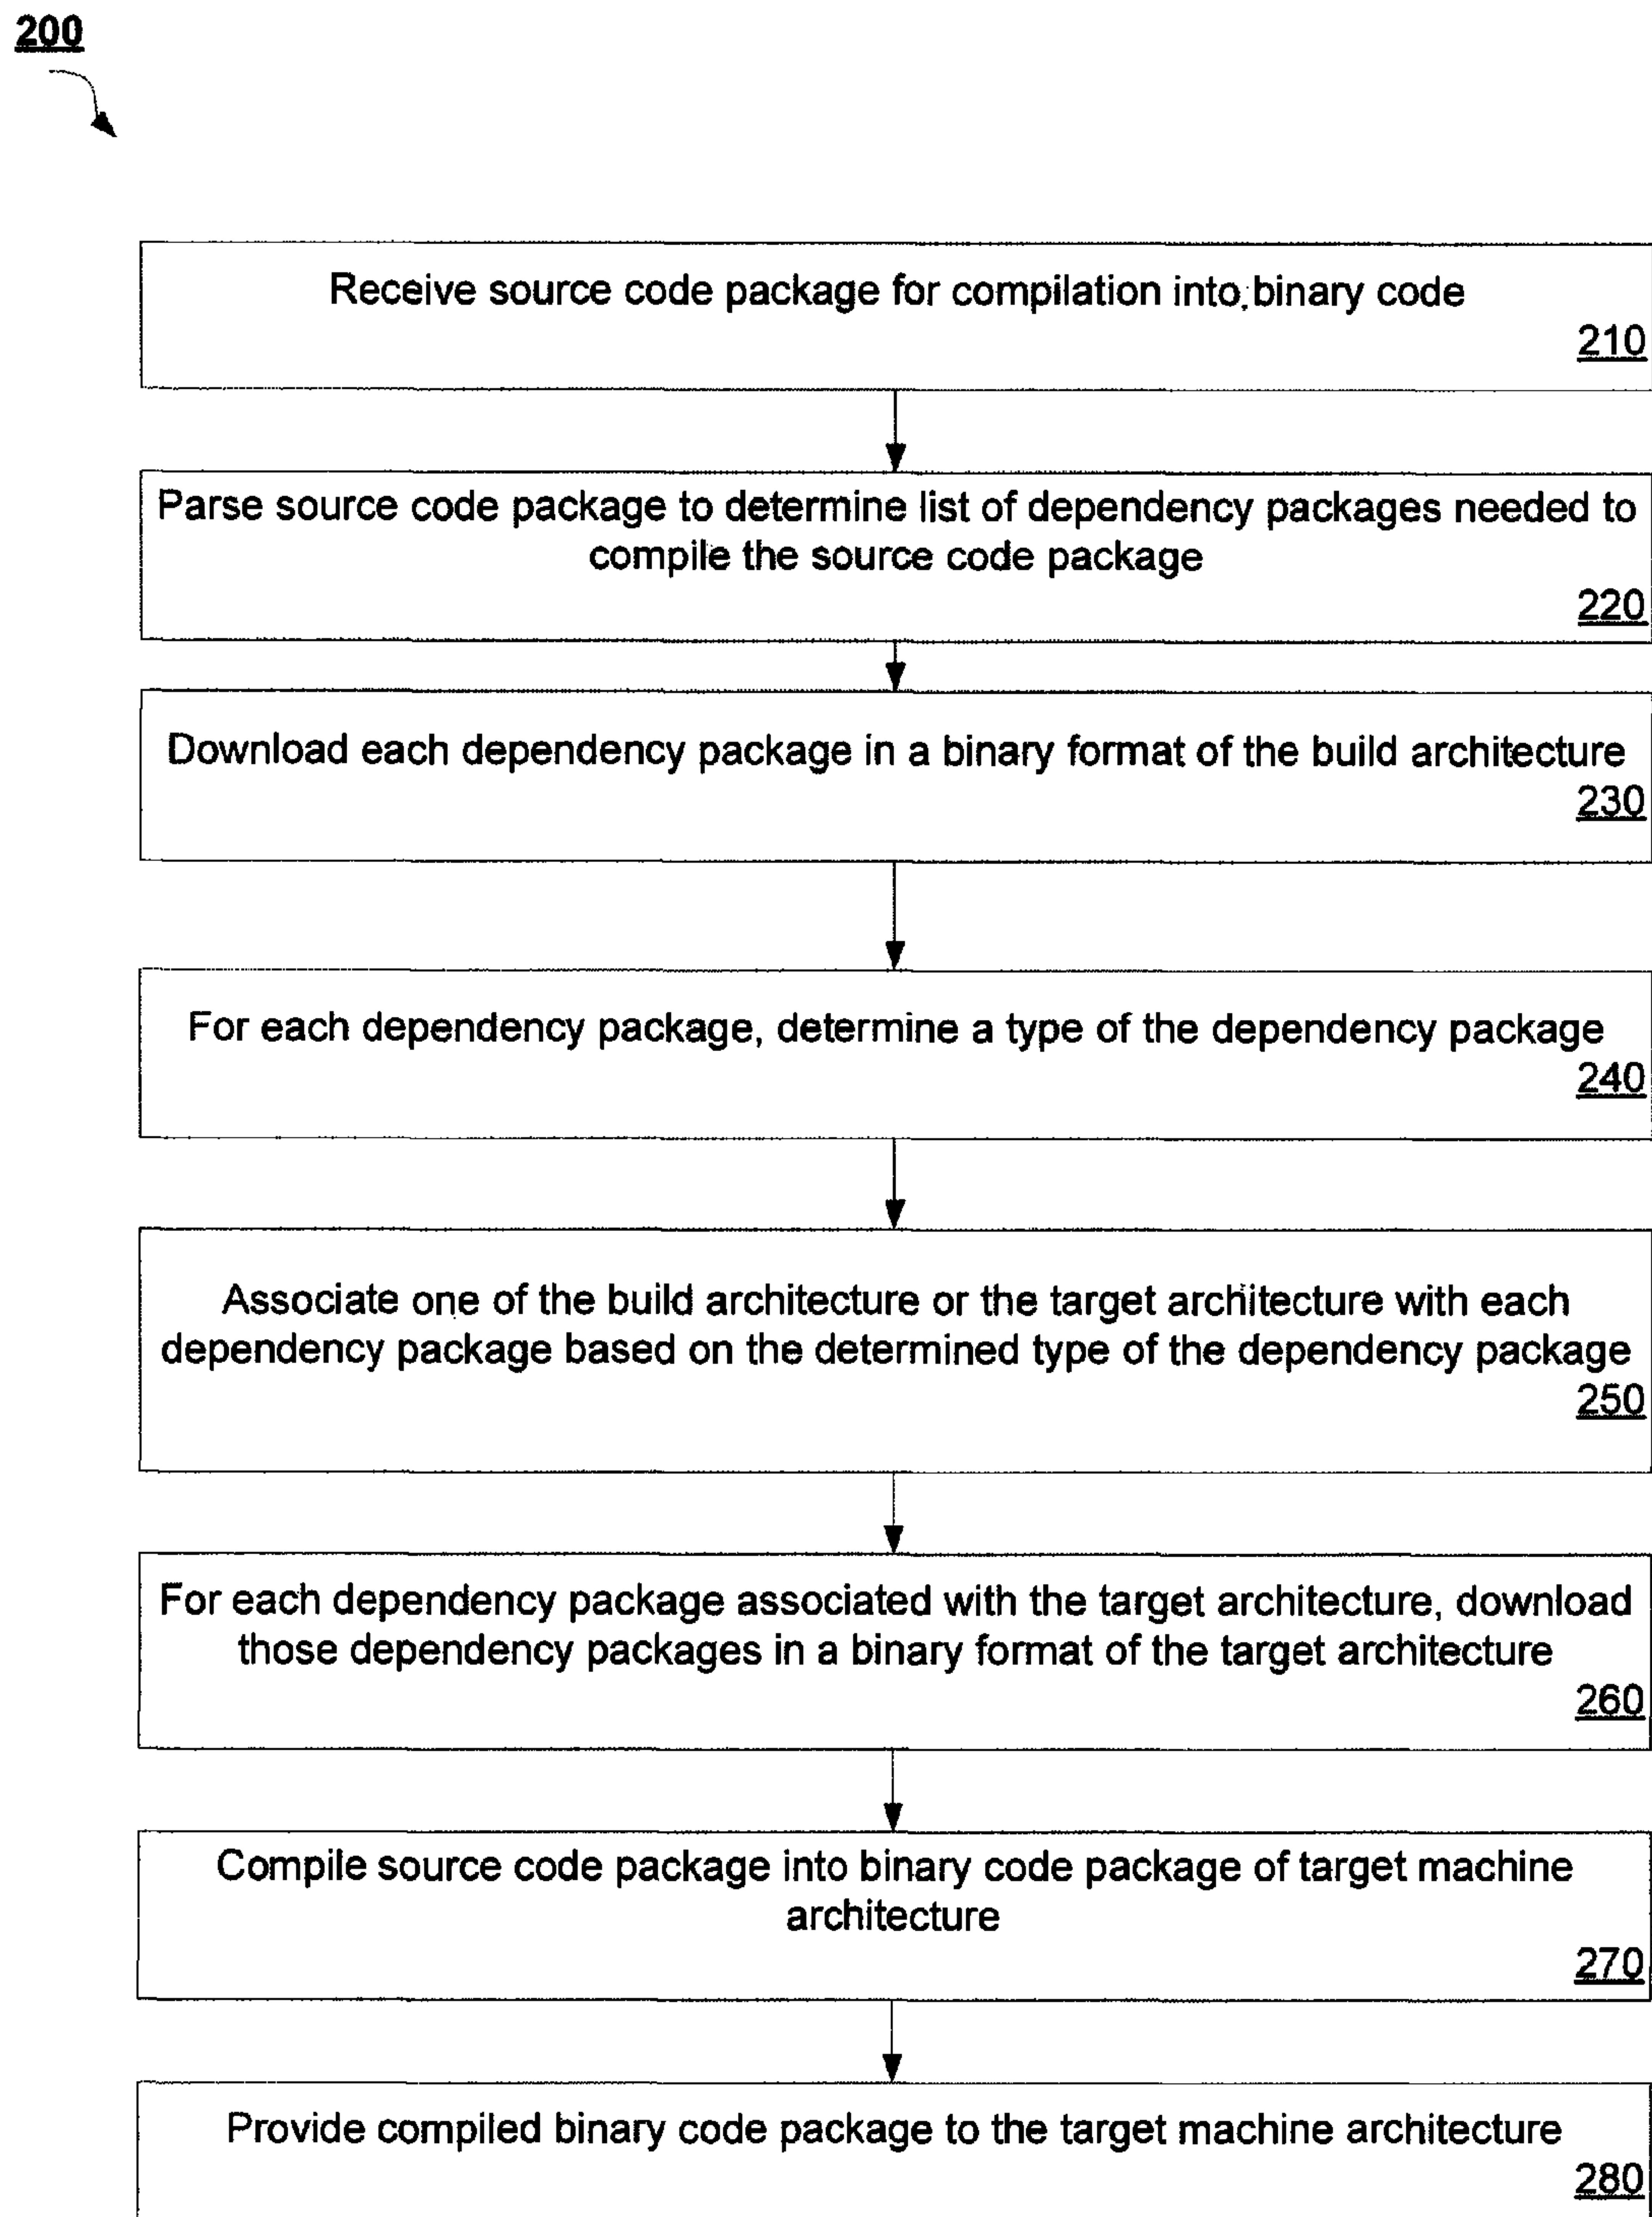 200
Receive source code package for compilation into binary code
210
Parse source code package to determine list of dependency packages needed to
compile the source code package
220
Download each dependency package in a binary format of the build architecture
230
For each dependency package, determine a type of the dependency package
240
Associate one of the build architecture or the target architecture with each
dependency package based on the determined type of the dependency package
250
For each dependency package associated with the target architecture, download
those dependency packages in a binary format of the target architecture
260
Compile source code package into binary code package of target machine
architecture
270
Provide compiled binary code package to the target machine architecture
280